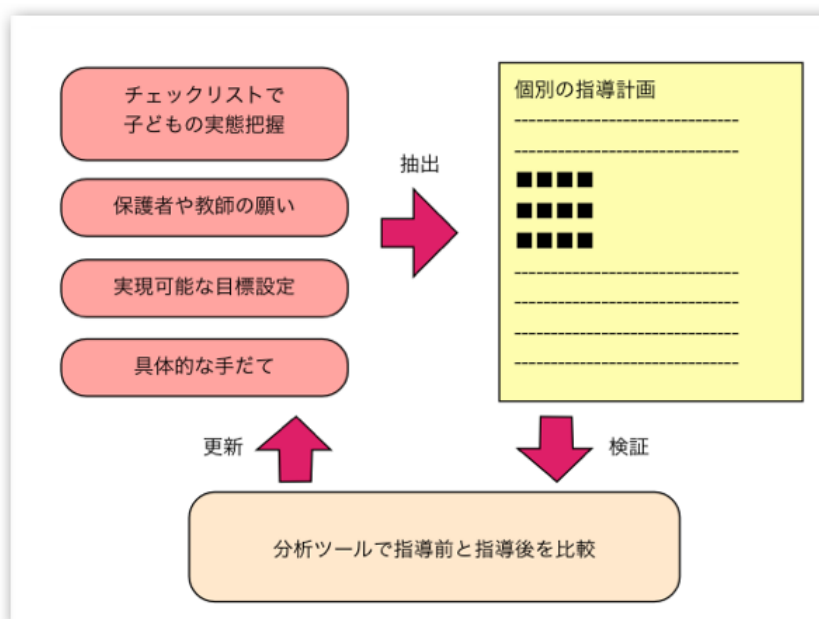 チェックリストで
子どもの実態把握
保護者や教師の願い
実現可能な目標設定
具体的な手だて
抽出
個別の指導計画
------------------------------
------------------------------
■■■■
■■■■
■■■■
------------------------------
------------------------------
------------------------------
------------------------------
更新
検証
分析ツールで指導前と指導後を比較